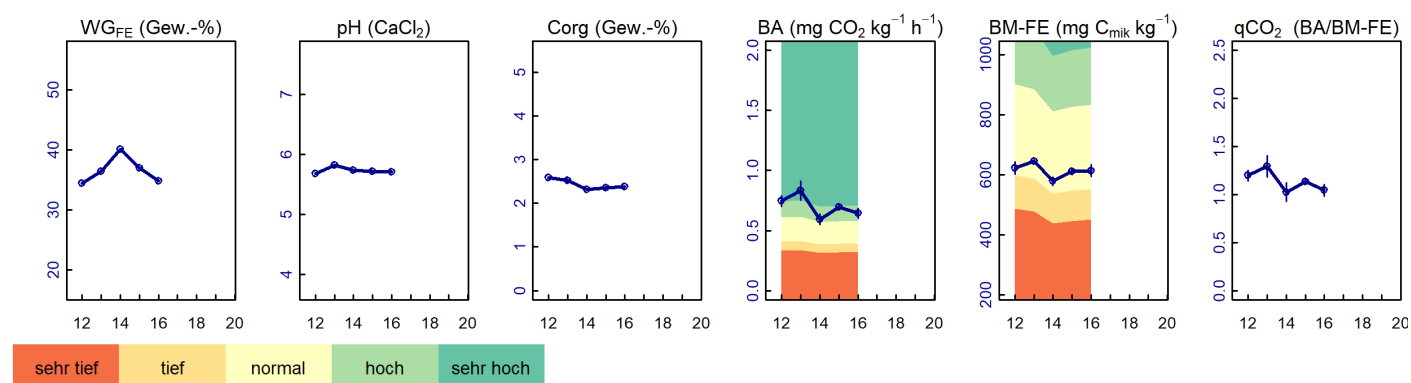 WG_FE (Gew.-%)
50
40
30
20
12 14 16 18 20
pH (CaCl₂)
7
6
5
4
12 14 16 18 20
Corg (Gew.-%)
5
4
3
2
1
0
12 14 16 18 20
BA (mg CO₂ kg⁻¹ h⁻¹)
2.0
1.5
1.0
0.5
0.0
12 14 16 18 20
BM-FE (mg C_mik kg⁻¹)
1000
800
600
400
200
12 14 16 18 20
qCO₂ (BA/BM-FE)
2.5
2.0
1.5
1.0
0.5
0.0
12 14 16 18 20
sehr tief tief normal hoch sehr hoch